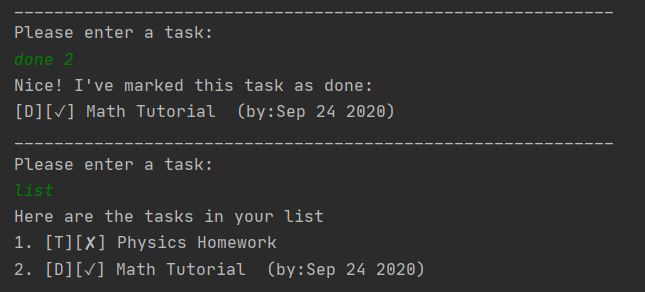 ____________________________________________________________
Please enter a task:
done 2
Nice! I've marked this task as done:
[D][✓] Math Tutorial  (by:Sep 24 2020)
____________________________________________________________
Please enter a task:
list
Here are the tasks in your list
1. [T][✗] Physics Homework
2. [D][✓] Math Tutorial  (by:Sep 24 2020)